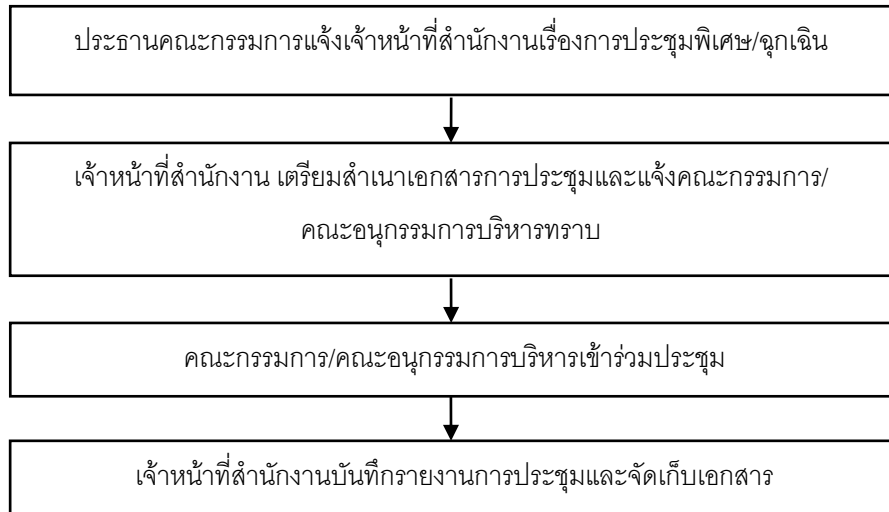 ประธานคณะกรรมการแจ้งเจ้าหน้าที่สำนักงานเรื่องการประชุมพิเศษ/ฉุกเฉิน
เจ้าหน้าที่สำนักงาน เตรียมสำเนาเอกสารการประชุมและแจ้งคณะกรรมการ/
คณะอนุกรรมการบริหารทราบ
คณะกรรมการ/คณะอนุกรรมการบริหารเข้าร่วมประชุม
เจ้าหน้าที่สำนักงานบันทึกรายงานการประชุมและจัดเก็บเอกสาร